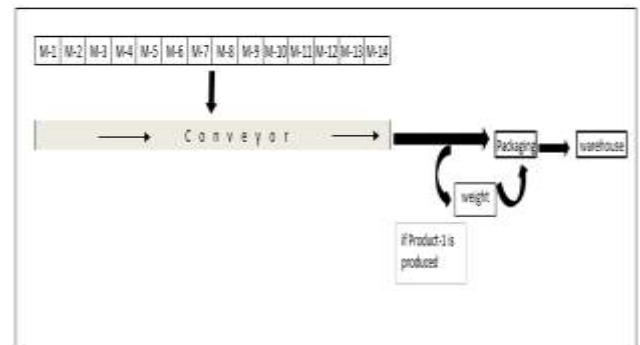 M-1 M-2 M-3 M-4 M-5 M-6 M-7 M-8 M-9 M-10 M-11 M-12 M-13 M-14
Conveyor
Packaging
warehouse
weight
if Product-1 is
produced